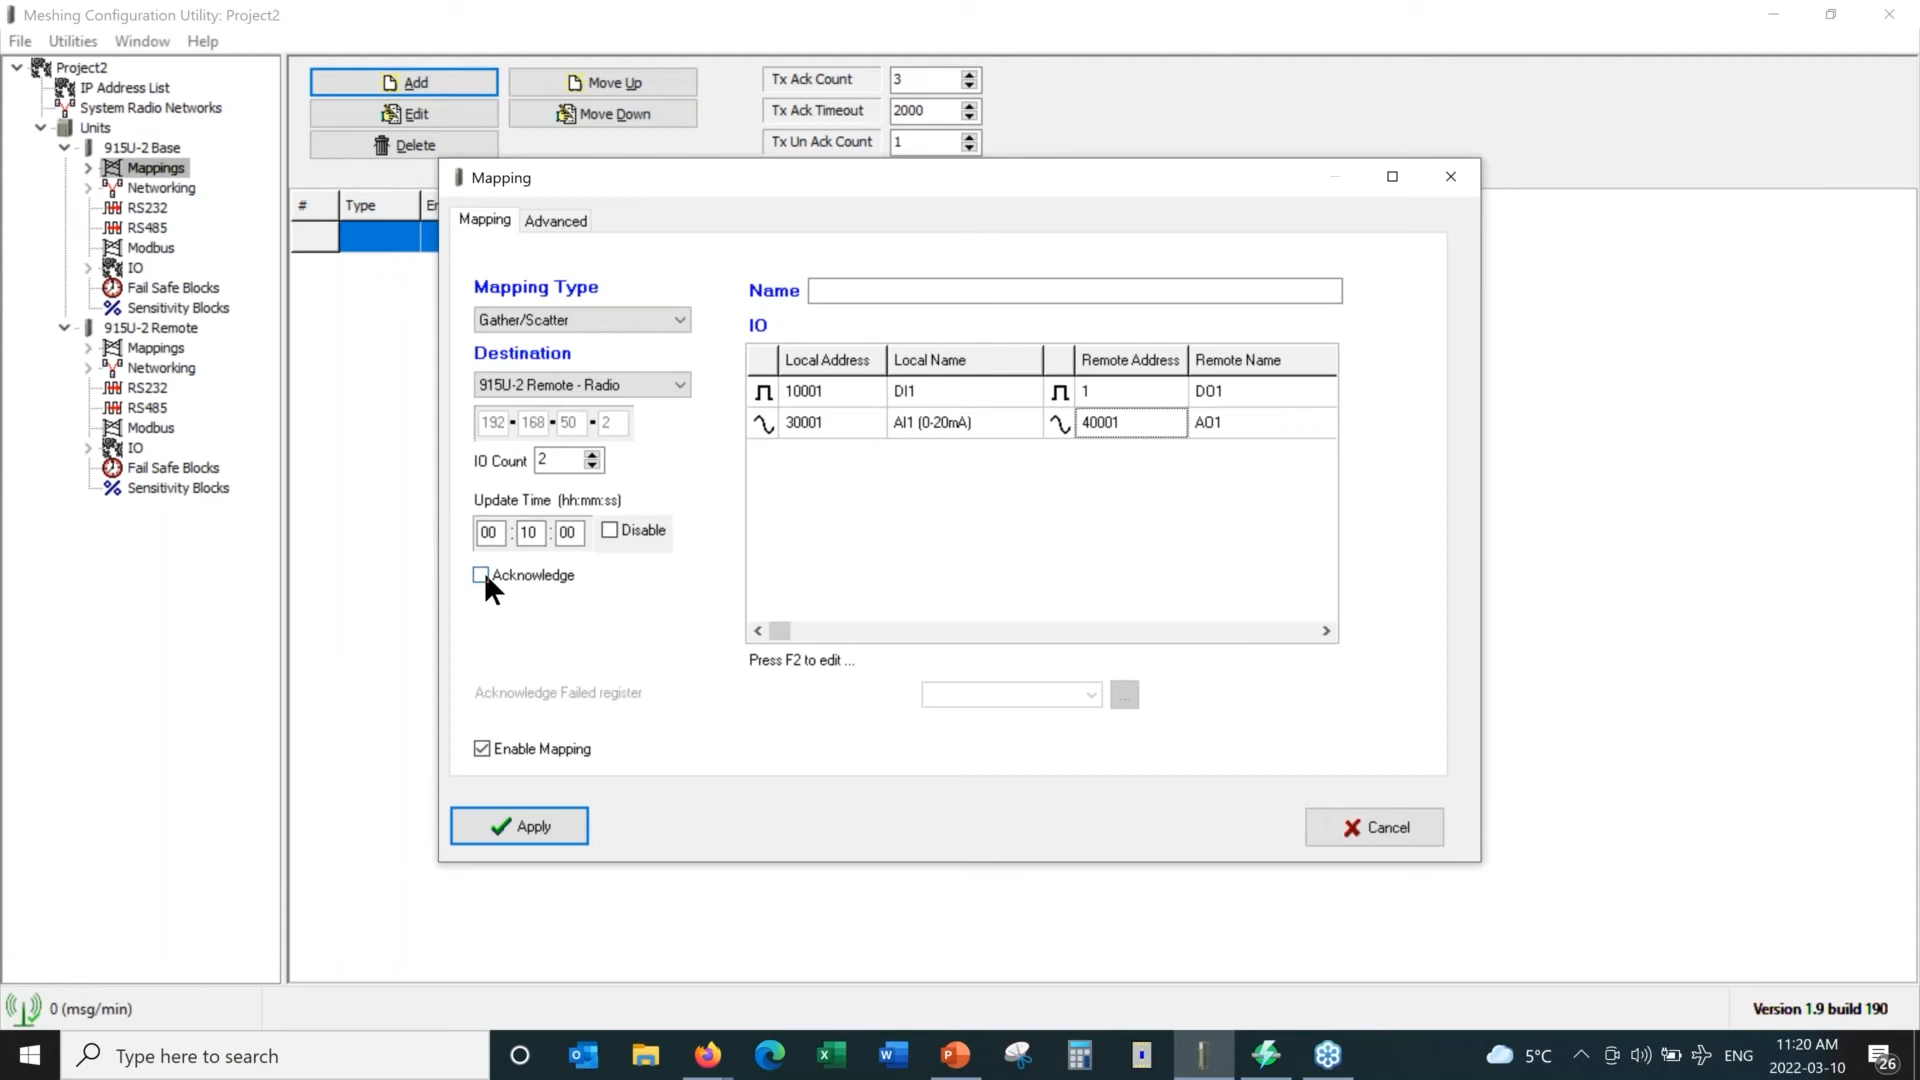 Meshing Configuration Utility: Project2
File Utilities Window Help
Project2
IP Address List
System Radio Networks
Units
915U-2 Base
Mappings
Networking
RS232
RS485
Modbus
IO
Fail Safe Blocks
Sensitivity Blocks
915U-2 Remote
Mappings
Networking
RS232
RS485
Modbus
IO
Fail Safe Blocks
Sensitivity Blocks
Add Move Up Tx Ack Count 3
Edit Move Down Tx Ack Timeout 2000
Delete Tx Un Ack Count 1
# Type
Mapping
Mapping Advanced
Mapping Type
Gather/Scatter
Destination
915U-2 Remote - Radio
192 168 50 2
IO Count 2
Update Time (hh:mm:ss)
00 : 10 : 00 Disable
Acknowledge
Name
IO
Local Address Local Name Remote Address Remote Name
10001 DI1 1 DO1
30001 AI1 (0-20mA) 40001 AO1
Press F2 to edit ...
Acknowledge Failed register ...
Enable Mapping
Apply Cancel
0 (msg/min) Version 1.9 build 190
Type here to search
5°C ENG
11:20 AM
2022-03-10
26